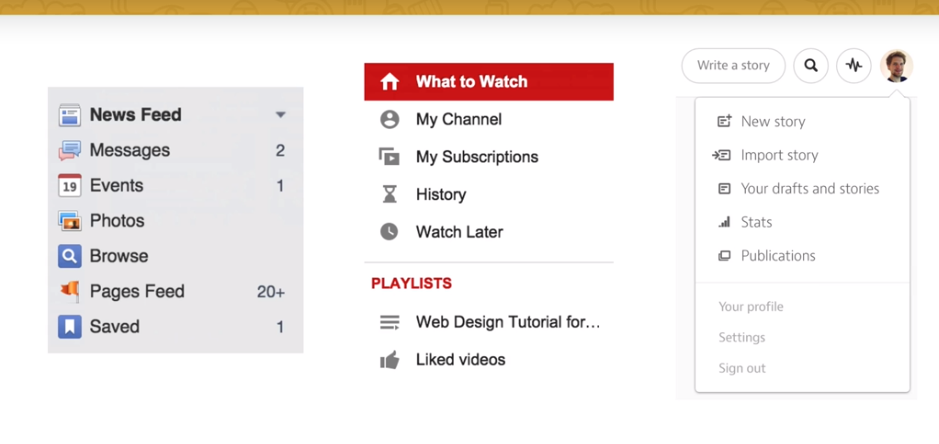 News Feed
Messages 2
19 Events 1
Photos
Browse
Pages Feed 20+
Saved 1
What to Watch
My Channel
My Subscriptions
History
Watch Later
PLAYLISTS
Web Design Tutorial for...
Liked videos
Write a story
New story
Import story
Your drafts and stories
Stats
Publications
Your profile
Settings
Sign out